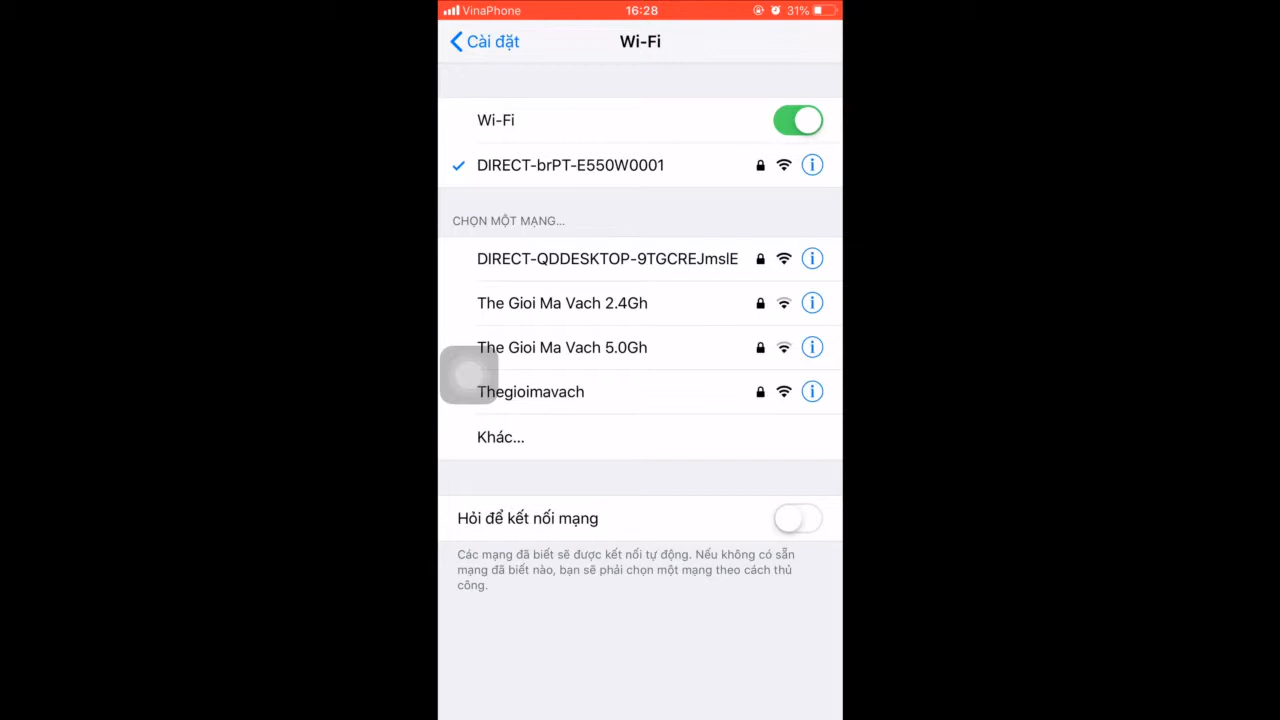 VinaPhone 16:28 31%
Cài đặt Wi-Fi
Wi-Fi
DIRECT-brPT-E550W0001
CHỌN MỘT MẠNG...
DIRECT-QDDESKTOP-9TGCREJmslE
The Gioi Ma Vach 2.4Gh
The Gioi Ma Vach 5.0Gh
Thegioimavach
Khác...
Hỏi để kết nối mạng
Các mạng đã biết sẽ được kết nối tự động. Nếu không có sẵn
mạng đã biết nào, bạn sẽ phải chọn một mạng theo cách thủ
công.